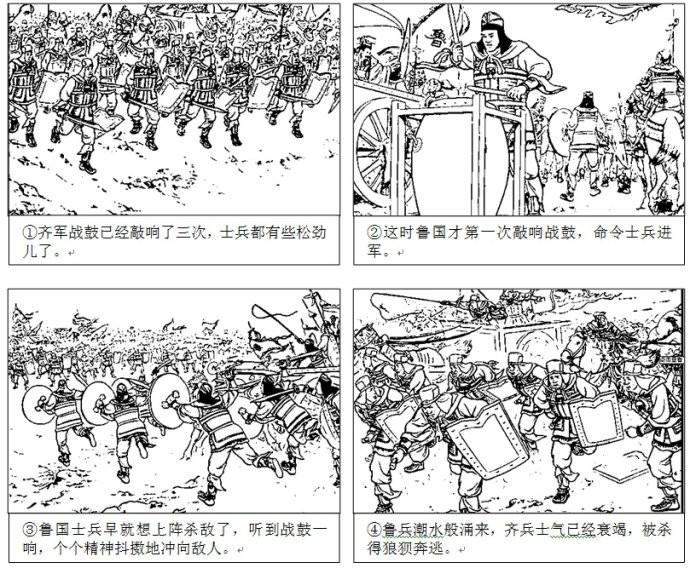 ①齐军战鼓已经敲响了三次，士兵都有些松劲
儿了。
②这时鲁国才第一次敲响战鼓，命令士兵进
军。
③鲁国士兵早就想上阵杀敌了，听到战鼓一
响，个个精神抖擞地冲向敌人。
④鲁兵潮水般涌来，齐兵士气已经衰竭，被杀
得狼狈奔逃。